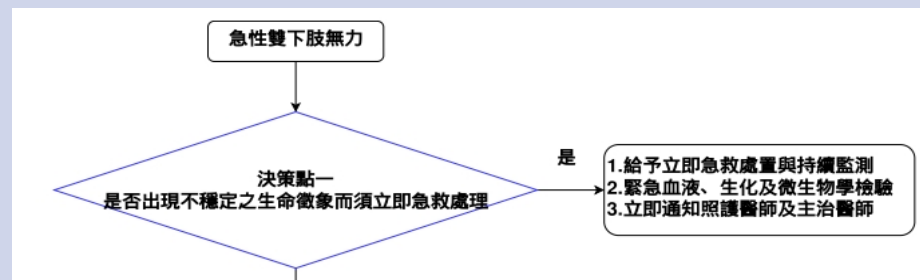 急性雙下肢無力
決策點一
是否出現不穩定之生命徵象而須立即急救處理
是
1.給予立即急救處置與持續監測
2.緊急血液、生化及微生物學檢驗
3.立即通知照護醫師及主治醫師